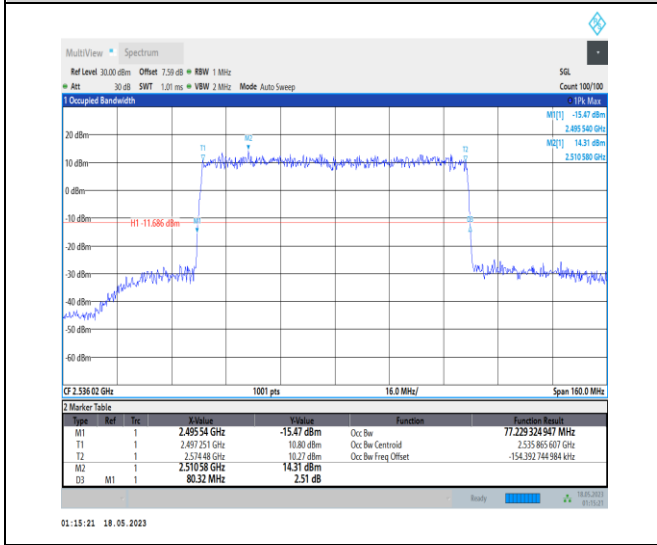 MultiView Spectrum
Ref Level 30.00 dBm Offset 7.59 dB RBW 1 MHz SGL
Att 30 dB SWT 1.01 ms VBW 2 MHz Mode Auto Sweep Count 100/100
1 Occupied Bandwidth 1Pk Max
M1[1] -15.47 dBm
2.495 540 GHz
M2[1] 14.31 dBm
2.510 580 GHz
20 dBm
M2
T1
T2
10 dBm
0 dBm
-10 dBm
H1 -11.686 dBm
M1
D3
-20 dBm
-30 dBm
-40 dBm
-50 dBm
-60 dBm
CF 2.536 02 GHz 1001 pts 16.0 MHz/ Span 160.0 MHz
2 Marker Table
Type Ref Trc X-Value Y-Value Function Function Result
M1 1 2.495 54 GHz -15.47 dBm Occ Bw 77.229 324 947 MHz
T1 1 2.497 251 GHz 10.80 dBm Occ Bw Centroid 2.535 865 607 GHz
T2 1 2.574 48 GHz 10.27 dBm Occ Bw Freq Offset -154.392 744 984 kHz
M2 1 2.510 58 GHz 14.31 dBm
D3 M1 1 80.32 MHz 2.51 dB
Ready 18.05.2023
01:15:21
01:15:21 18.05.2023